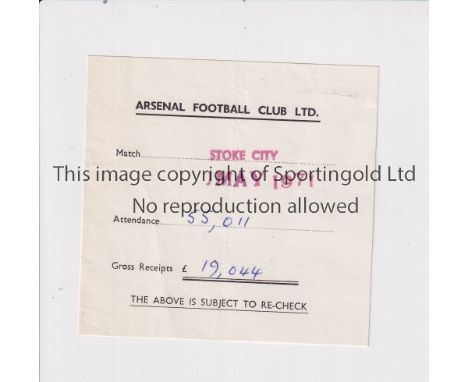 ARSENAL FOOTBALL CLUB LTD.
Match STOKE CITY
MAY 1971
This image copyright of Sportingold Ltd
No reproduction allowed
Attendance 55,011
Gross Receipts £ 19,044
THE ABOVE IS SUBJECT TO RE-CHECK